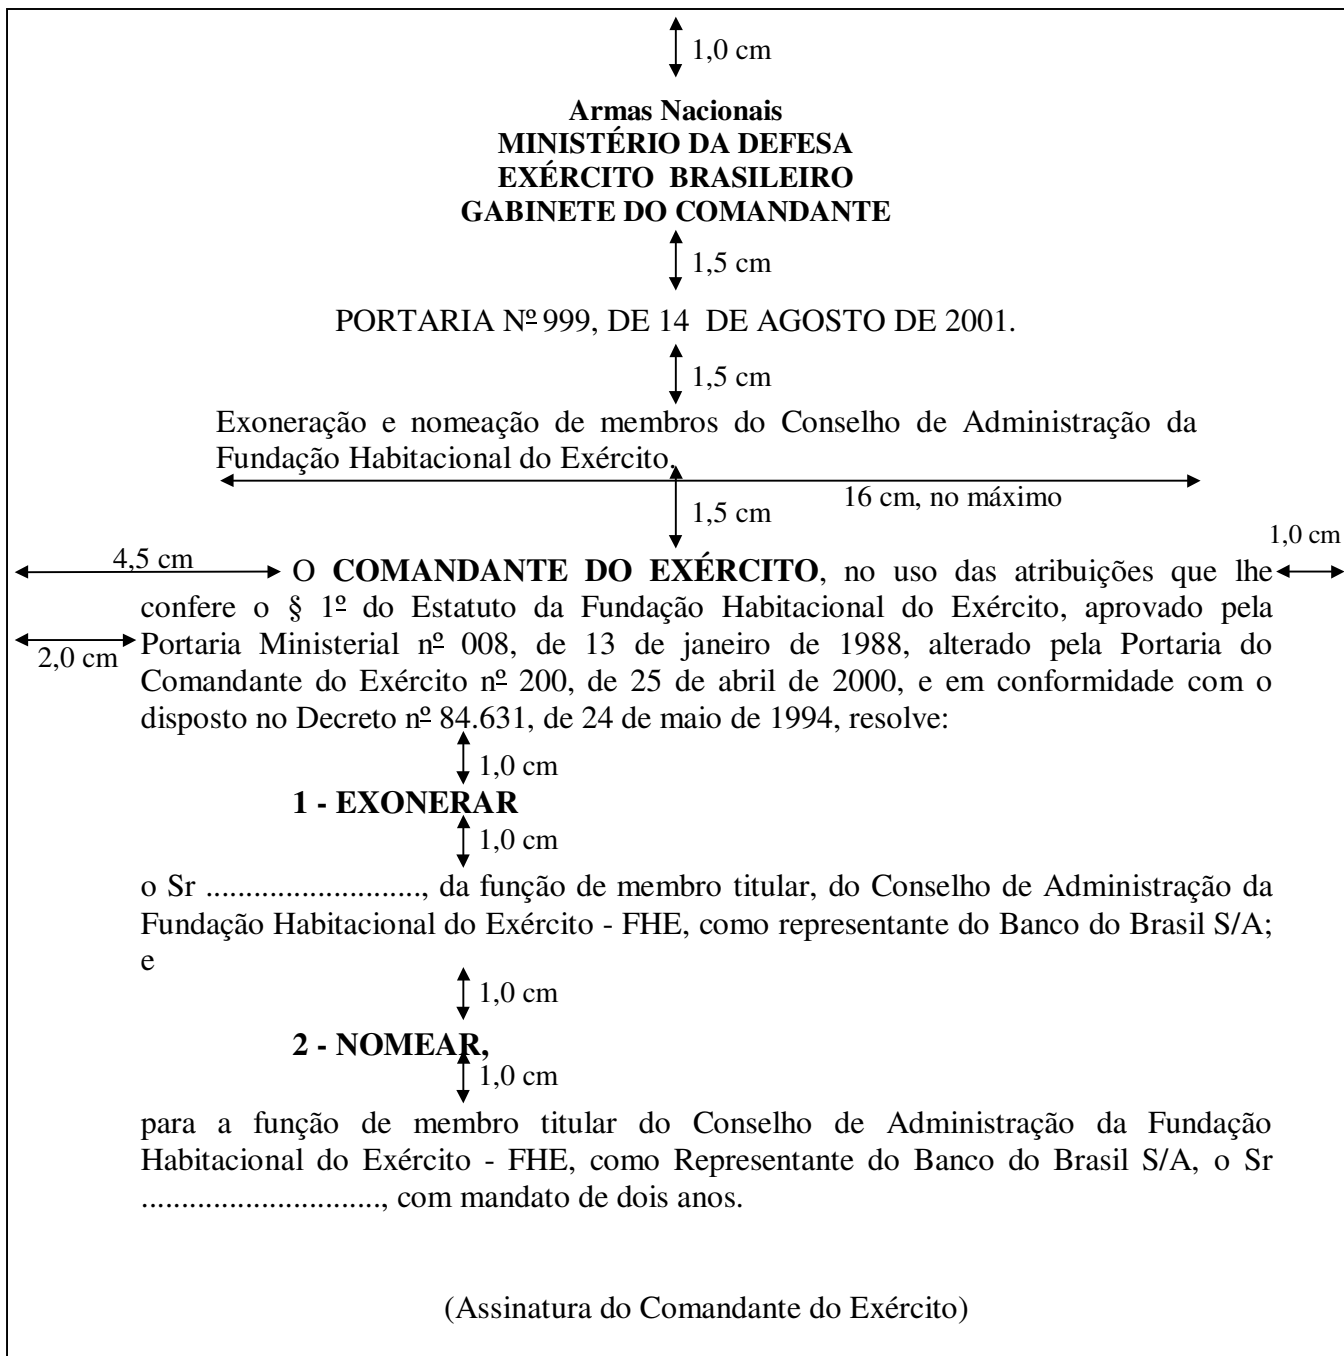 1,0 cm
Armas Nacionais
MINISTÉRIO DA DEFESA
EXÉRCITO BRASILEIRO
GABINETE DO COMANDANTE
1,5 cm
PORTARIA Nº 999, DE 14 DE AGOSTO DE 2001.
1,5 cm
Exoneração e nomeação de membros do Conselho de Administração da
Fundação Habitacional do Exército.
16 cm, no máximo
1,5 cm
1,0 cm
4,5 cm
O COMANDANTE DO EXÉRCITO, no uso das atribuições que lhe
confere o § 1º do Estatuto da Fundação Habitacional do Exército, aprovado pela
Portaria Ministerial nº 008, de 13 de janeiro de 1988, alterado pela Portaria do
2,0 cm
Comandante do Exército nº 200, de 25 de abril de 2000, e em conformidade com o
disposto no Decreto nº 84.631, de 24 de maio de 1994, resolve:
1,0 cm
1 - EXONERAR
1,0 cm
o Sr ..........................., da função de membro titular, do Conselho de Administração da
Fundação Habitacional do Exército - FHE, como representante do Banco do Brasil S/A;
e
1,0 cm
2 - NOMEAR,
1,0 cm
para a função de membro titular do Conselho de Administração da Fundação
Habitacional do Exército - FHE, como Representante do Banco do Brasil S/A, o Sr
.............................., com mandato de dois anos.
(Assinatura do Comandante do Exército)